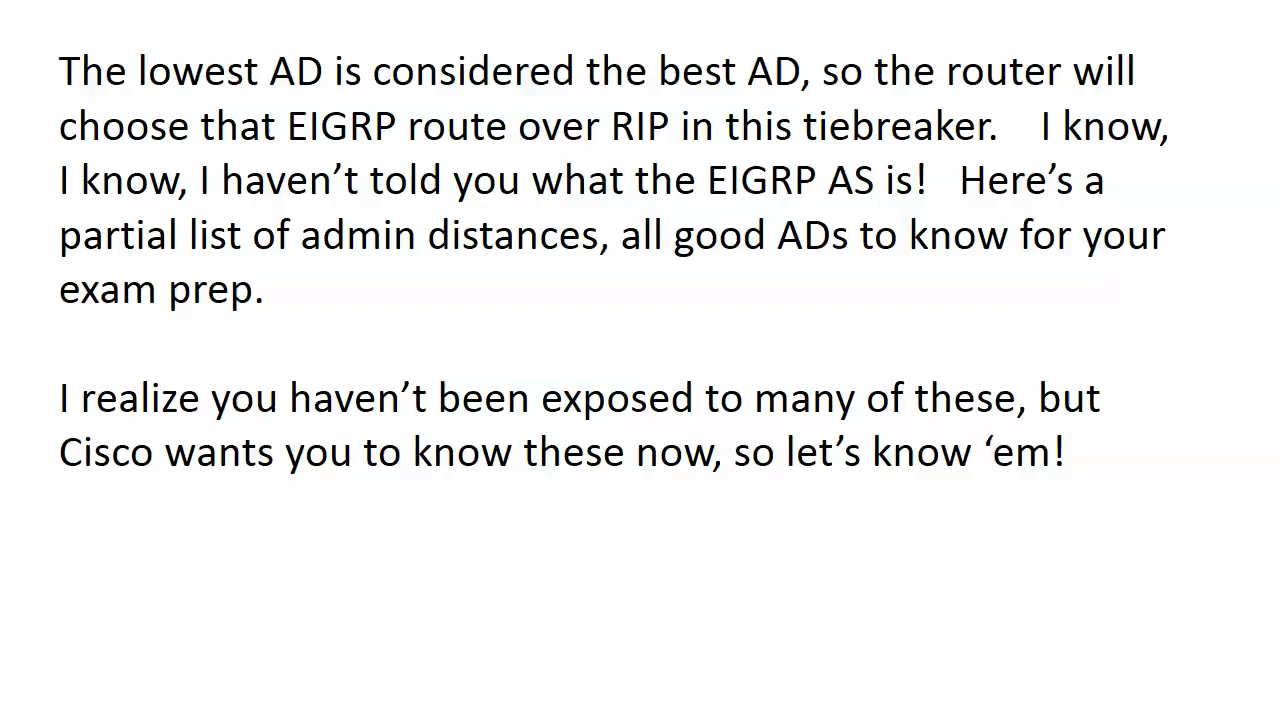 The lowest AD is considered the best AD, so the router will
choose that EIGRP route over RIP in this tiebreaker.    I know,
I know, I haven’t told you what the EIGRP AS is!   Here’s a
partial list of admin distances, all good ADs to know for your
exam prep.
I realize you haven’t been exposed to many of these, but
Cisco wants you to know these now, so let’s know ‘em!